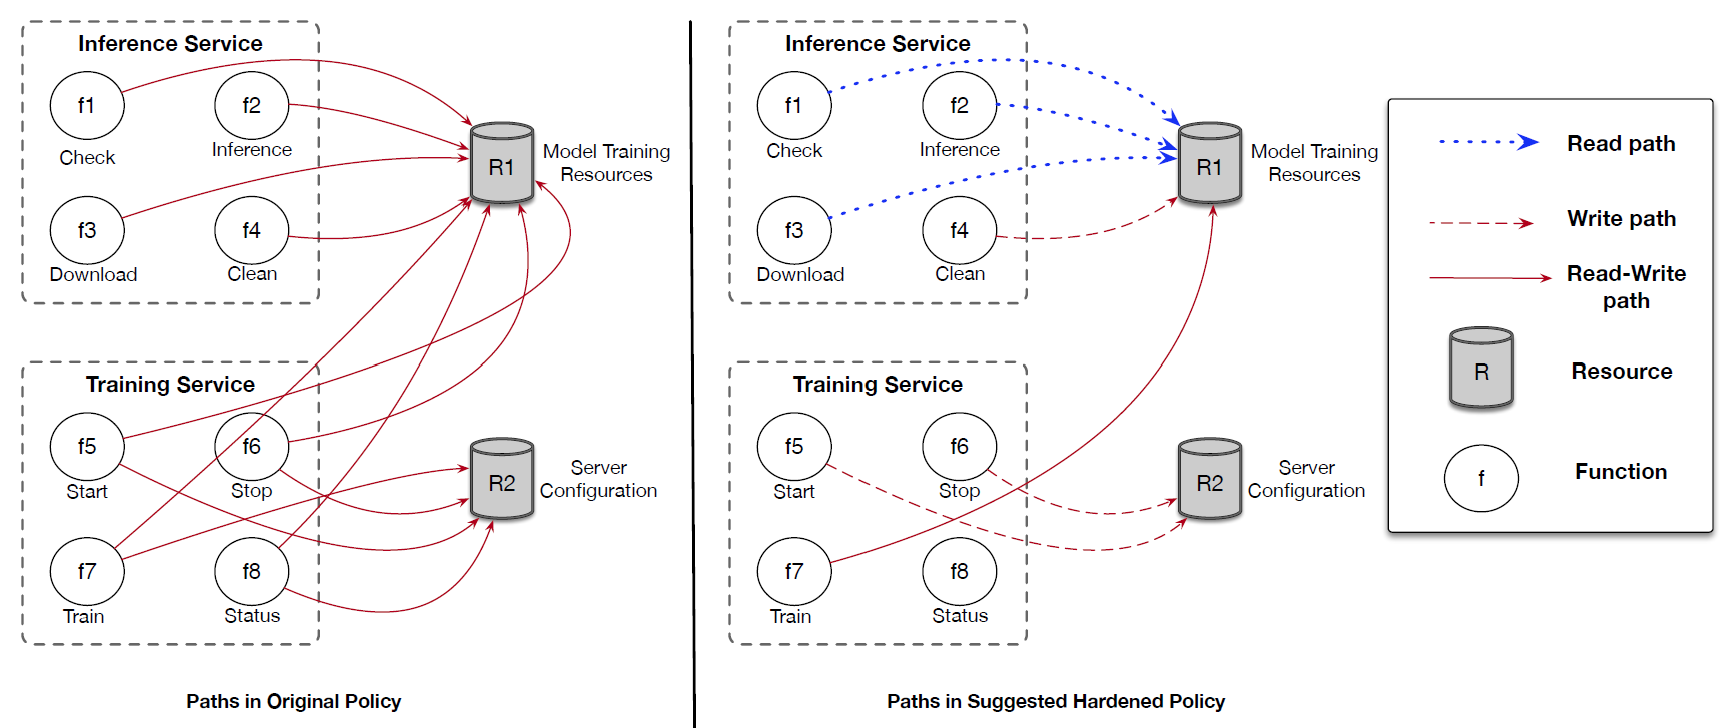 Inference Service
f1
f2
Check
Inference
f3
f4
Download
Clean
R1
Model Training
Resources
Training Service
f5
f6
Start
Stop
f7
f8
Train
Status
R2
Server
Configuration
Paths in Original Policy
Inference Service
f1
f2
Check
Inference
f3
f4
Download
Clean
R1
Model Training
Resources
Training Service
f5
f6
Start
Stop
f7
f8
Train
Status
R2
Server
Configuration
Paths in Suggested Hardened Policy
Read path
Write path
Read-Write
path
R
Resource
f
Function